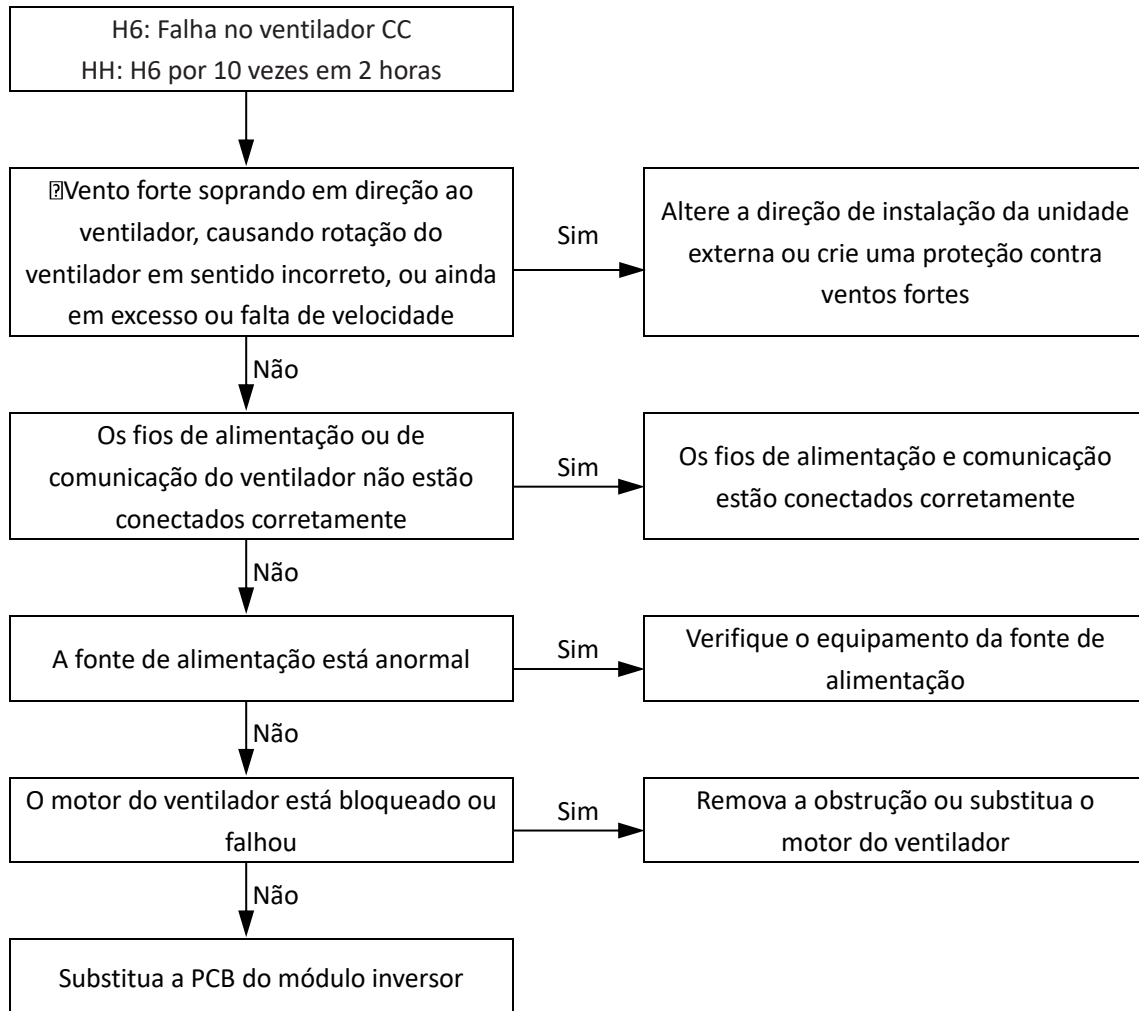 H6: Falha no ventilador CC
HH: H6 por 10 vezes em 2 horas
Vento forte soprando em direção ao
ventilador, causando rotação do
ventilador em sentido incorreto, ou ainda
em excesso ou falta de velocidade
Sim
Altere a direção de instalação da unidade
externa ou crie uma proteção contra
ventos fortes
Não
Os fios de alimentação ou de
comunicação do ventilador não estão
conectados corretamente
Sim
Os fios de alimentação e comunicação
estão conectados corretamente
Não
A fonte de alimentação está anormal
Sim
Verifique o equipamento da fonte de
alimentação
Não
O motor do ventilador está bloqueado ou
falhou
Sim
Remova a obstrução ou substitua o
motor do ventilador
Não
Substitua a PCB do módulo inversor